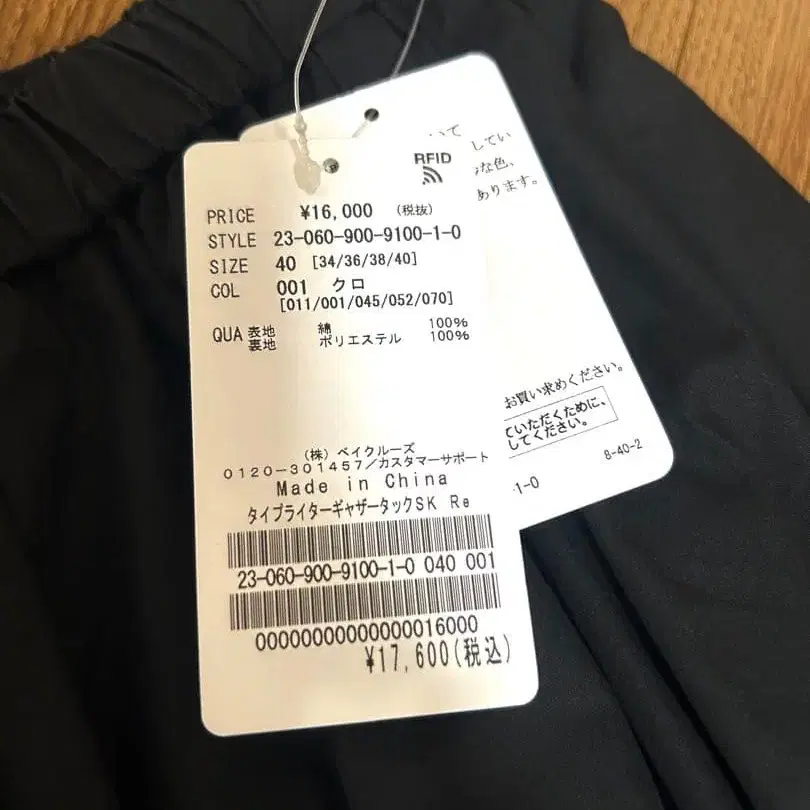 RFID
PRICE ¥16,000 (税抜)
STYLE 23-060-900-9100-1-0
SIZE 40 [34/36/38/40]
COL 001 クロ
[011/001/045/052/070]
QUA 表地 綿 100%
裏地 ポリエステル 100%
(株) ベイクルーズ
0120-301457/カスタマーサポート
Made in China
タイプライターギャザータックSK Re
23-060-900-9100-1-0 040 001
00000000000000016000
¥17,600(税込)
いて
してい
な色、
あります。
お買い求めください。
ていただくために、
してください。
-1-0 8-40-2